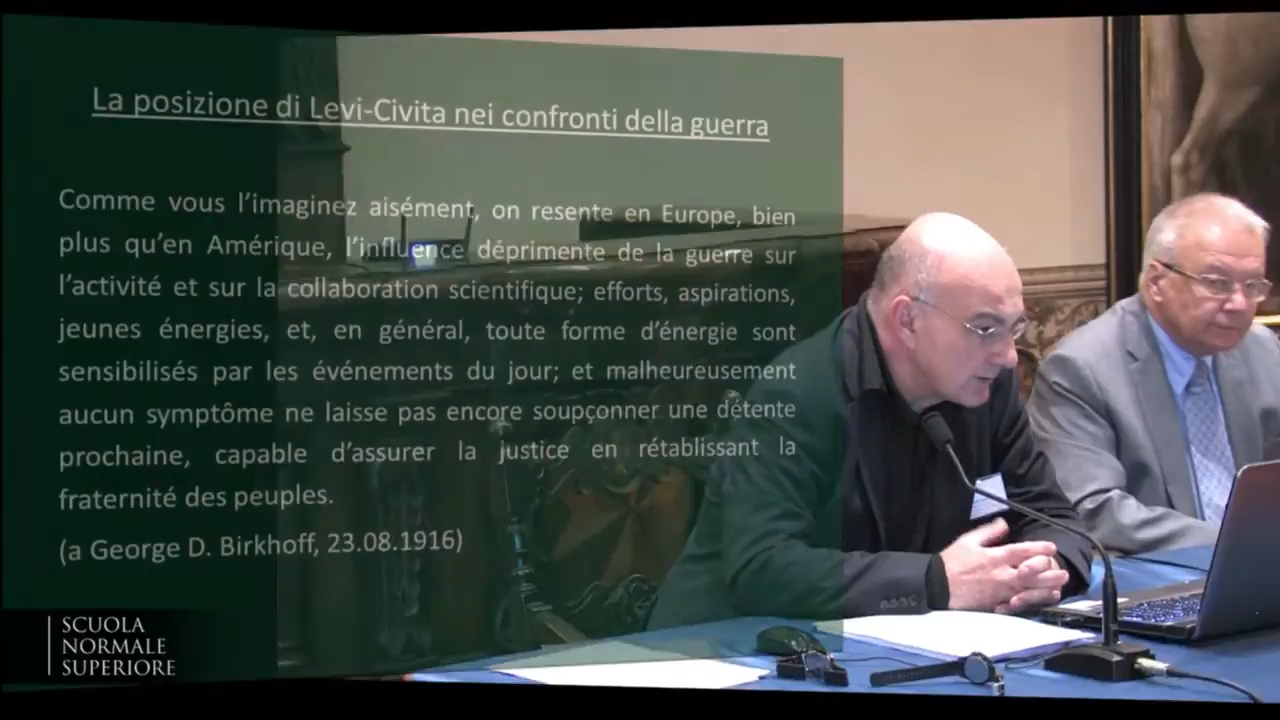 La posizione di Levi-Civita nei confronti della guerra
Comme vous l'imaginez aisément, on resente en Europe, bien
plus qu'en Amérique, l'influence déprimente de la guerre sur
l'activité et sur la collaboration scientifique; efforts, aspirations,
jeunes énergies, et, en général, toute forme d'énergie sont
sensibilisés par les événements du jour; et malheureusement
aucun symptôme ne laisse pas encore soupçonner une détente
prochaine, capable d'assurer la justice en rétablissant la
fraternité des peuples.
(a George D. Birkhoff, 23.08.1916)
SCUOLA
NORMALE
SUPERIORE